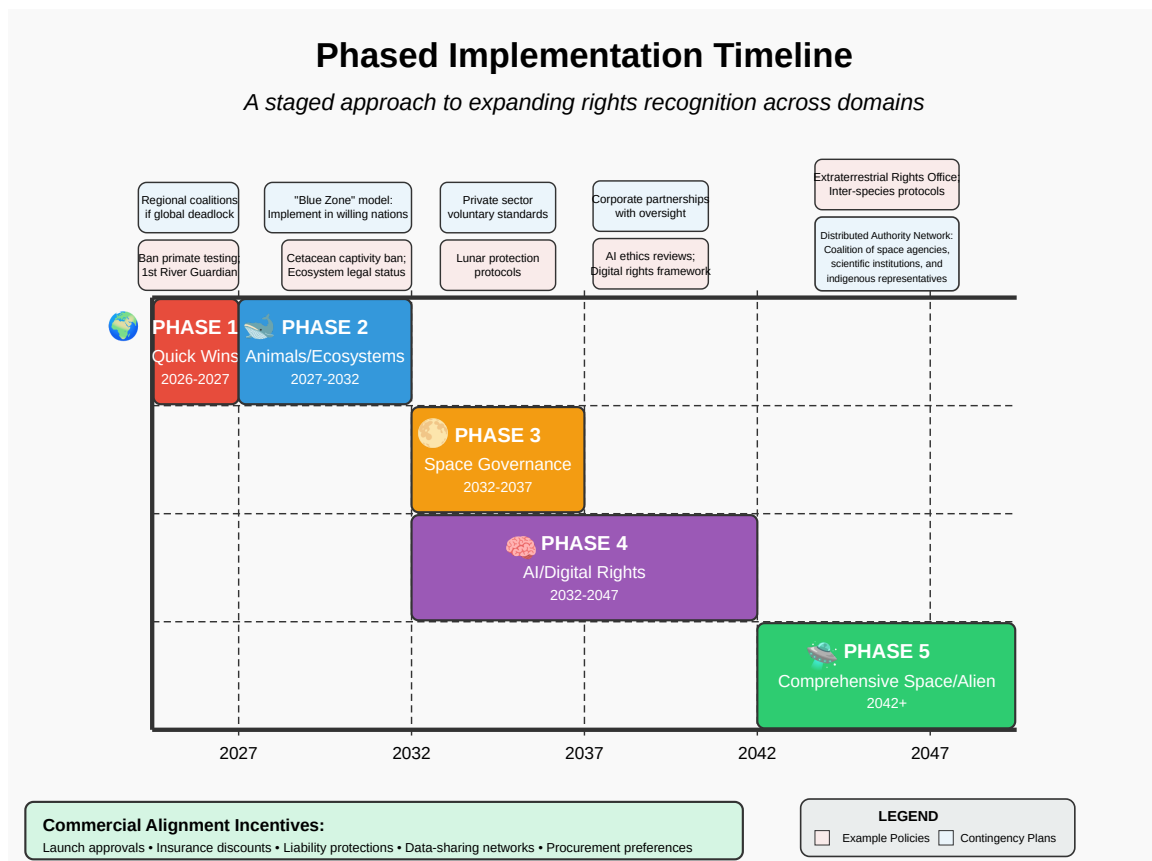 Phased Implementation Timeline
A staged approach to expanding rights recognition across domains
Regional coalitions
if global deadlock
"Blue Zone" model:
Implement in willing nations
Private sector
voluntary standards
Corporate partnerships
with oversight
Extraterrestrial Rights Office;
Inter-species protocols
Ban primate testing;
1st River Guardian
Cetacean captivity ban;
Ecosystem legal status
Lunar protection
protocols
AI ethics reviews;
Digital rights framework
Distributed Authority Network:
Coalition of space agencies,
scientific institutions, and
indigenous representatives
PHASE 1
Quick Wins
2026-2027
PHASE 2
Animals/Ecosystems
2027-2032
PHASE 3
Space Governance
2032-2037
PHASE 4
AI/Digital Rights
2032-2047
PHASE 5
Comprehensive Space/Alien
2042+
2027
2032
2037
2042
2047
Commercial Alignment Incentives:
Launch approvals • Insurance discounts • Liability protections • Data-sharing networks • Procurement preferences
LEGEND
Example Policies
Contingency Plans